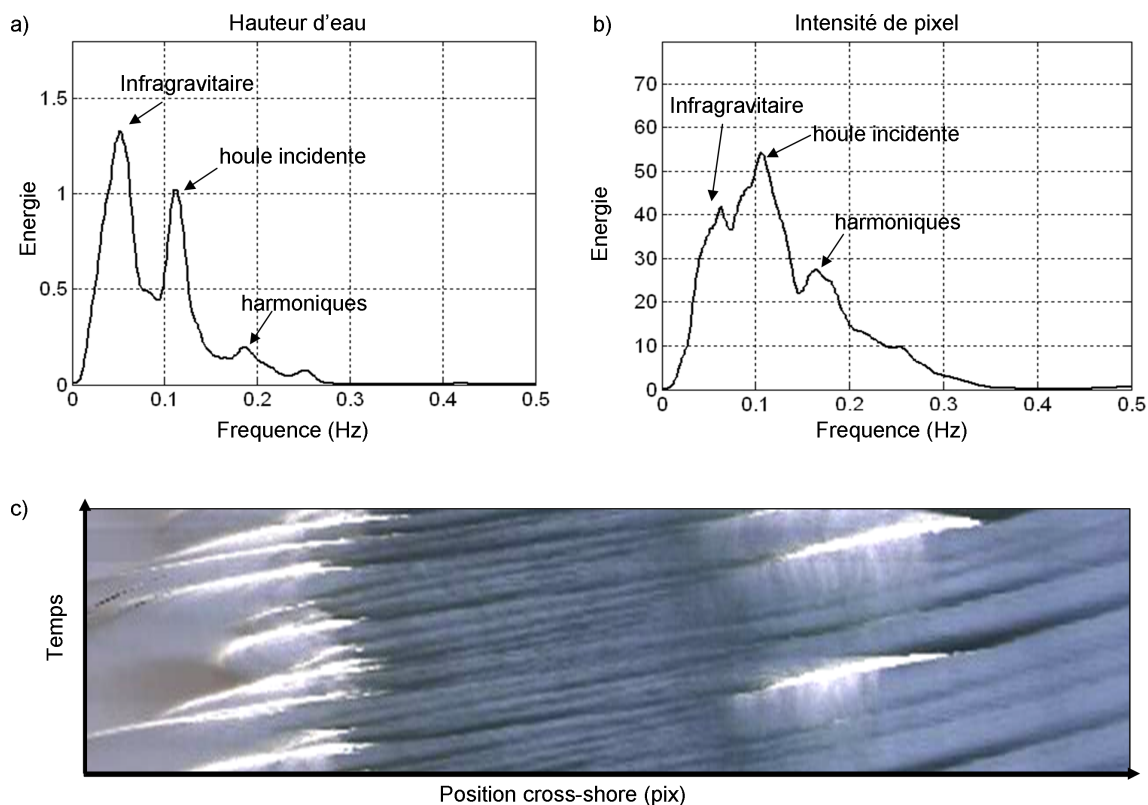 a)
Hauteur d’eau
Infragravitaire
houle incidente
harmoniques
Energie
1.5
1
0.5
0
0
0.1
0.2
0.3
0.4
0.5
Frequence (Hz)
b)
Intensité de pixel
Infragravitaire
houle incidente
harmoniques
Energie
70
60
50
40
30
20
10
0
0
0.1
0.2
0.3
0.4
0.5
Frequence (Hz)
c)
Temps
Position cross-shore (pix)